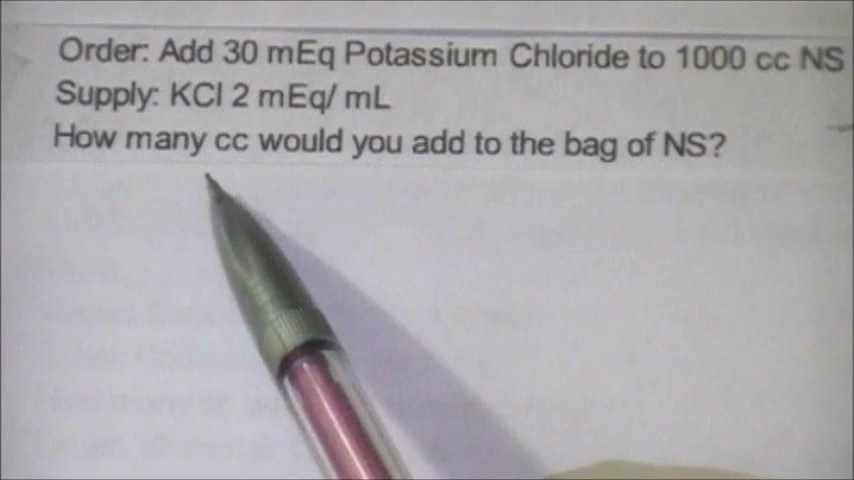 Order: Add 30 mEq Potassium Chloride to 1000 cc NS
Supply: KCl 2 mEq/ mL
How many cc would you add to the bag of NS?